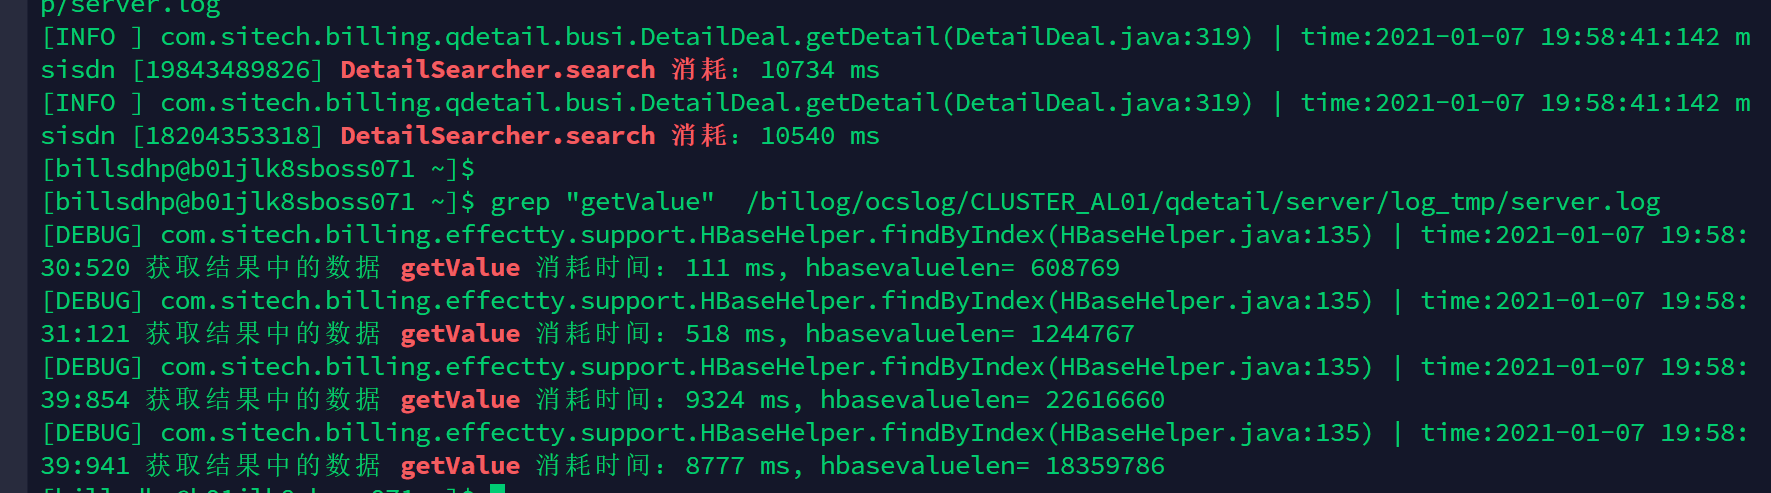 p/server.log
[INFO ] com.sitech.billing.qdetail.busi.DetailDeal.getDetail(DetailDeal.java:319) | time:2021-01-07 19:58:41:142 m
sisdn [19843489826] DetailSearcher.search 消耗: 10734 ms
[INFO ] com.sitech.billing.qdetail.busi.DetailDeal.getDetail(DetailDeal.java:319) | time:2021-01-07 19:58:41:142 m
sisdn [18204353318] DetailSearcher.search 消耗: 10540 ms
[billsdhp@b01jlk8sboss071 ~]$
[billsdhp@b01jlk8sboss071 ~]$ grep "getValue"  /billog/ocslog/CLUSTER_AL01/qdetail/server/log_tmp/server.log
[DEBUG] com.sitech.billing.effectty.support.HBaseHelper.findByIndex(HBaseHelper.java:135) | time:2021-01-07 19:58:
30:520 获取结果中的数据 getValue 消耗时间: 111 ms, hbasevaluelen= 608769
[DEBUG] com.sitech.billing.effectty.support.HBaseHelper.findByIndex(HBaseHelper.java:135) | time:2021-01-07 19:58:
31:121 获取结果中的数据 getValue 消耗时间: 518 ms, hbasevaluelen= 1244767
[DEBUG] com.sitech.billing.effectty.support.HBaseHelper.findByIndex(HBaseHelper.java:135) | time:2021-01-07 19:58:
39:854 获取结果中的数据 getValue 消耗时间: 9324 ms, hbasevaluelen= 22616660
[DEBUG] com.sitech.billing.effectty.support.HBaseHelper.findByIndex(HBaseHelper.java:135) | time:2021-01-07 19:58:
39:941 获取结果中的数据 getValue 消耗时间: 8777 ms, hbasevaluelen= 18359786